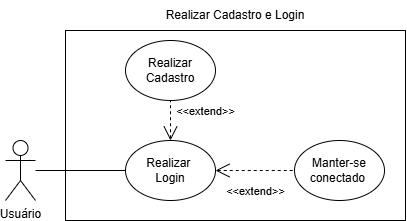 Realizar Cadastro e Login
Realizar
Cadastro
<<extend>>
Realizar
Login
Manter-se
conectado
<<extend>>
Usuário